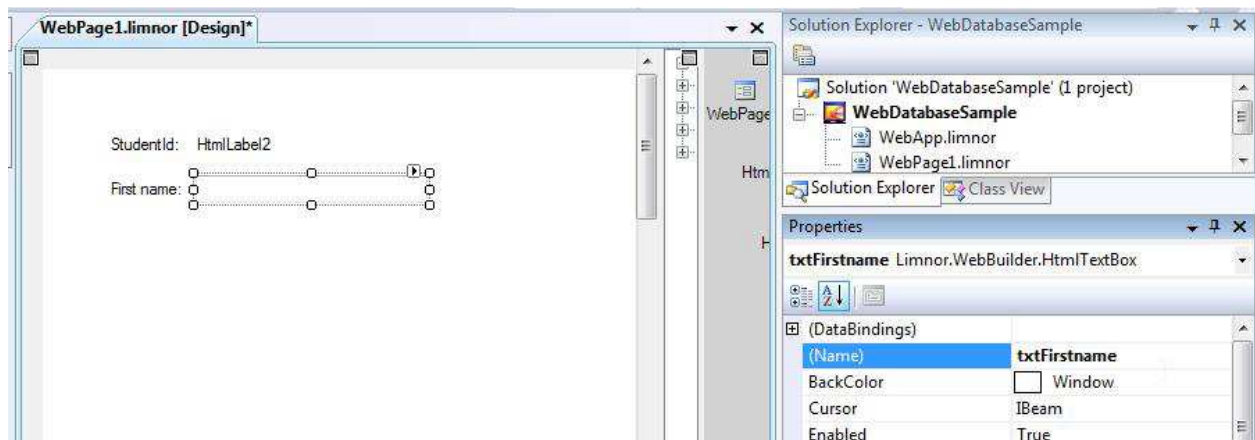 WebPage1.limnor [Design]*
StudentId: HtmlLabel2
First name:
WebPage
Htm
H
Solution Explorer - WebDatabaseSample
Solution 'WebDatabaseSample' (1 project)
WebDatabaseSample
WebApp.limnor
WebPage1.limnor
Solution Explorer Class View
Properties
txtFirstname Limnor.WebBuilder.HtmlTextBox
(DataBindings)
(Name) txtFirstname
BackColor Window
Cursor IBeam
Enabled True